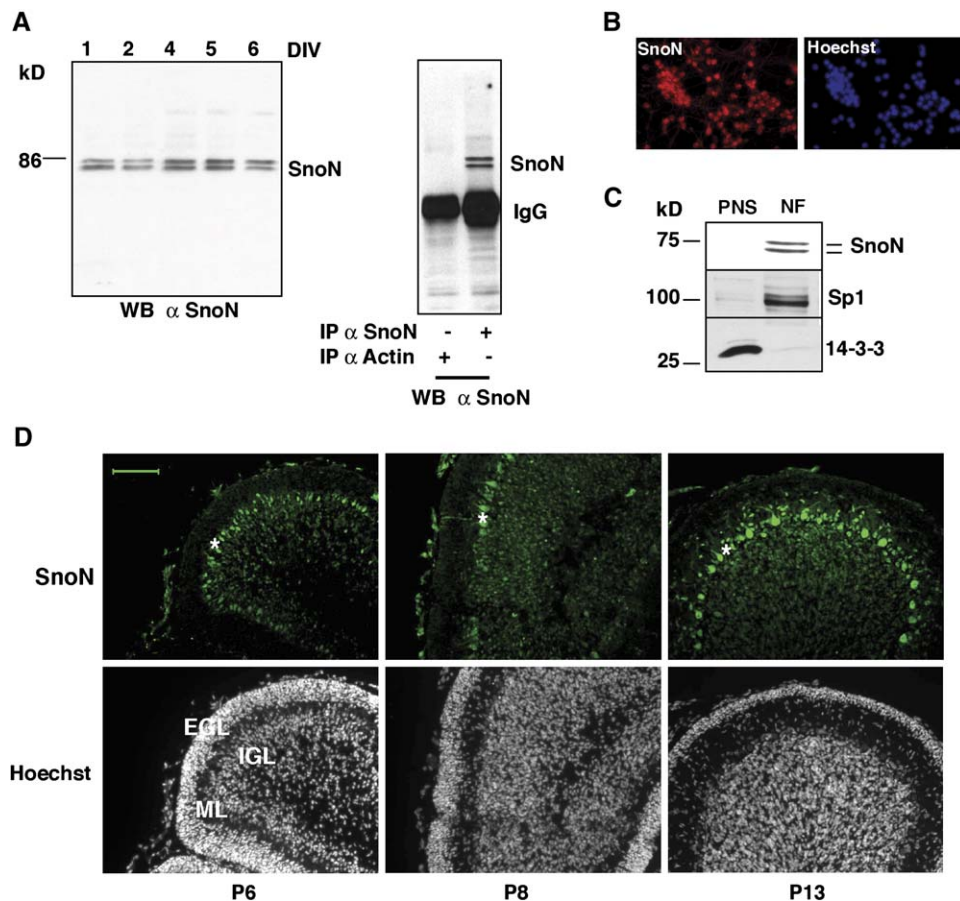 A
1 2 4 5 6 DIV
kD
86
SnoN
WB α SnoN
SnoN
IgG
IP α SnoN - +
IP α Actin + -
WB α SnoN
B
SnoN
Hoechst
C
kD PNS NF
75 SnoN
100 Sp1
25 14-3-3
D
SnoN
Hoechst
EGL
IGL
ML
P6 P8 P13